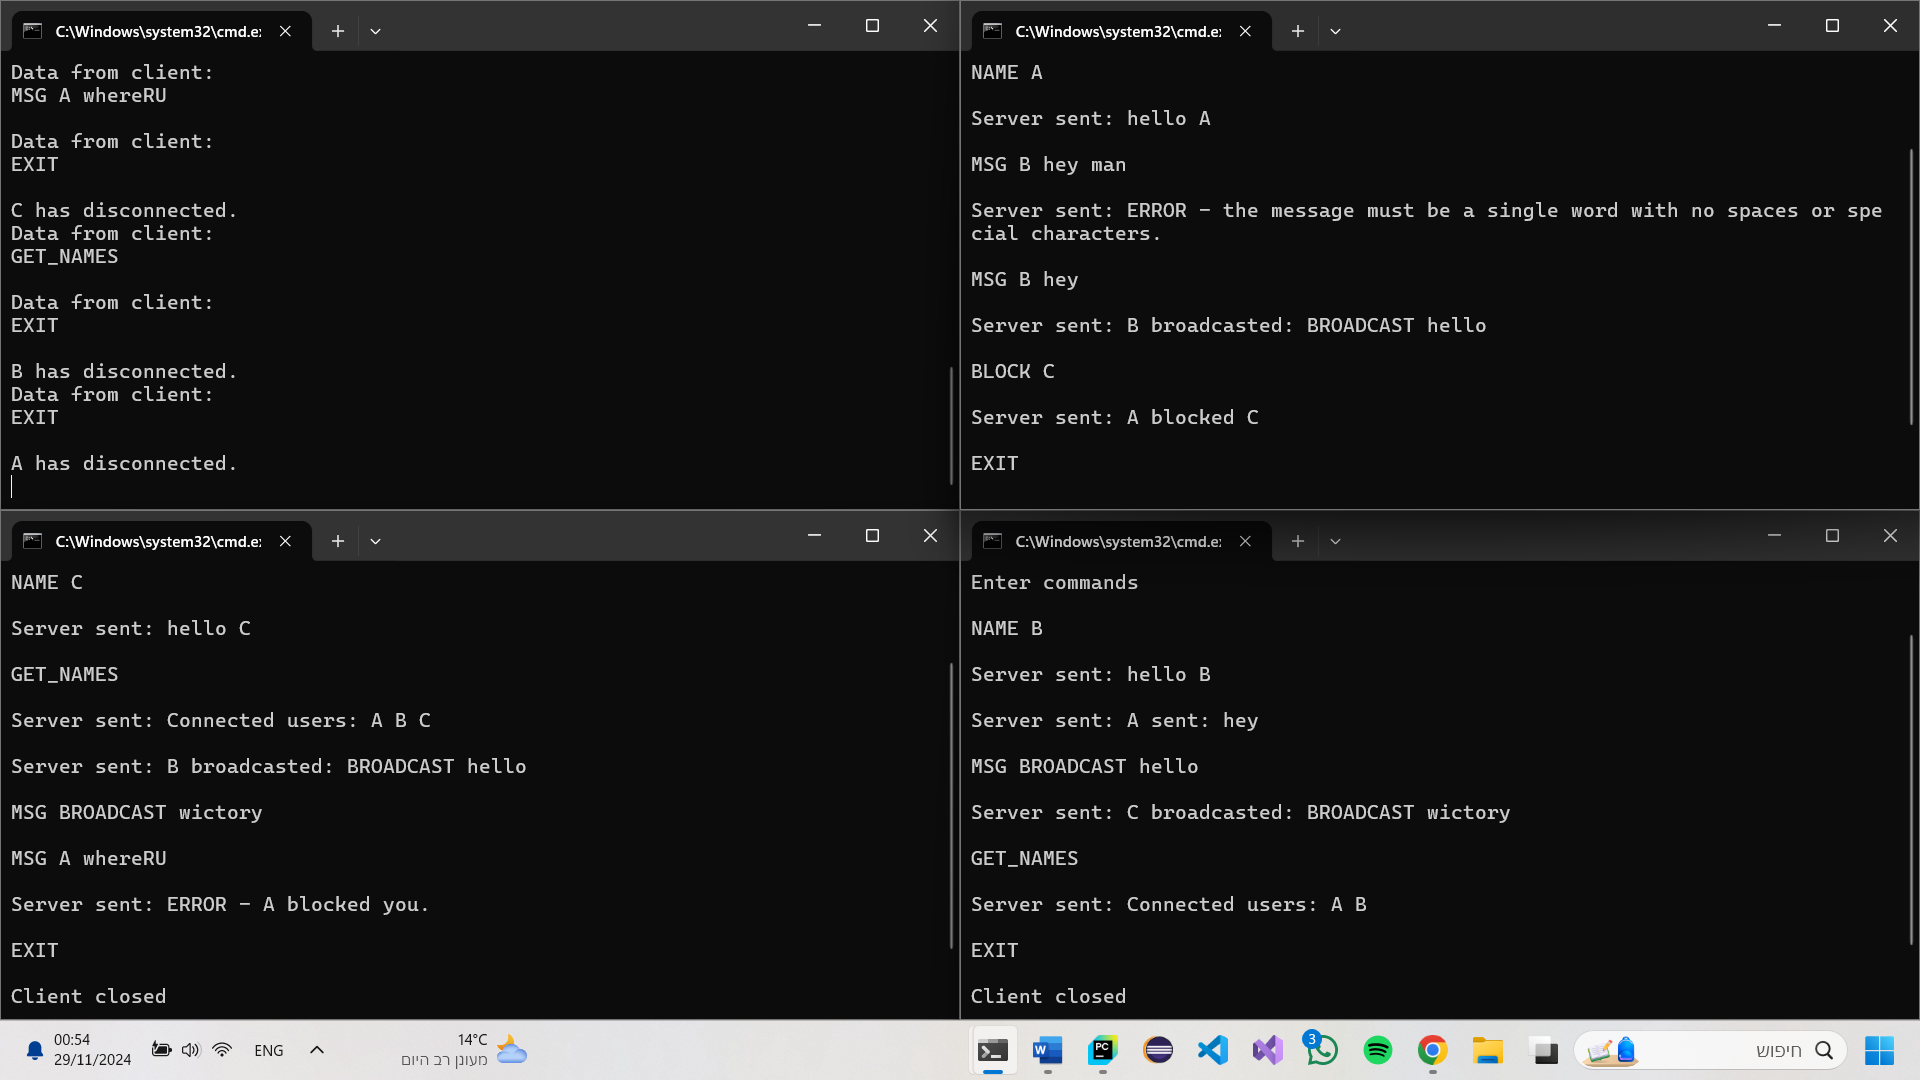 C:\Windows\system32\cmd.e
Data from client:
MSG A whereRU
Data from client:
EXIT
C has disconnected.
Data from client:
GET_NAMES
Data from client:
EXIT
B has disconnected.
Data from client:
EXIT
A has disconnected.
C:\Windows\system32\cmd.e
NAME A
Server sent: hello A
MSG B hey man
Server sent: ERROR - the message must be a single word with no spaces or spe
cial characters.
MSG B hey
Server sent: B broadcasted: BROADCAST hello
BLOCK C
Server sent: A blocked C
EXIT
C:\Windows\system32\cmd.e
NAME C
Server sent: hello C
GET_NAMES
Server sent: Connected users: A B C
Server sent: B broadcasted: BROADCAST hello
MSG BROADCAST wictory
MSG A whereRU
Server sent: ERROR - A blocked you.
EXIT
Client closed
C:\Windows\system32\cmd.e
Enter commands
NAME B
Server sent: hello B
Server sent: A sent: hey
MSG BROADCAST hello
Server sent: C broadcasted: BROADCAST wictory
GET_NAMES
Server sent: Connected users: A B
EXIT
Client closed
00:54
29/11/2024
ENG
14°C
מעונן רב היום
W
PC
3
חיפוש